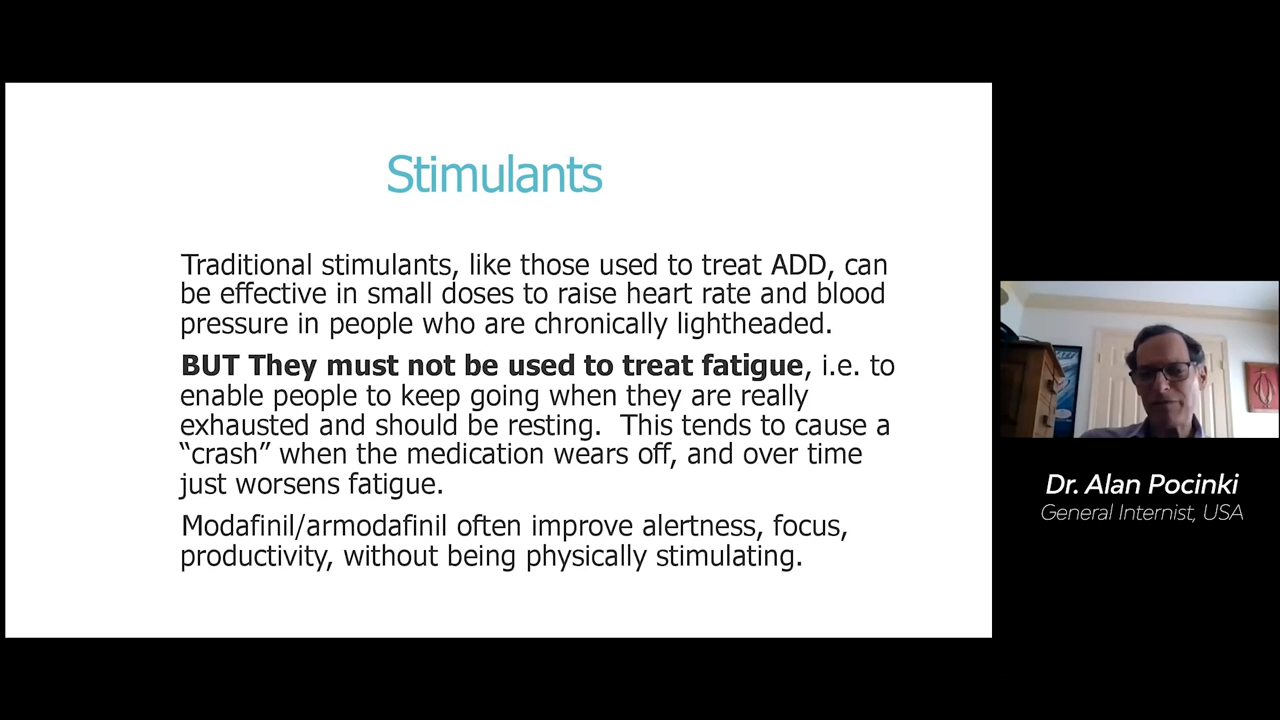 Stimulants
Traditional stimulants, like those used to treat ADD, can
be effective in small doses to raise heart rate and blood
pressure in people who are chronically lightheaded.
BUT They must not be used to treat fatigue, i.e. to
enable people to keep going when they are really
exhausted and should be resting.  This tends to cause a
“crash” when the medication wears off, and over time
just worsens fatigue.
Modafinil/armodafinil often improve alertness, focus,
productivity, without being physically stimulating.
Dr. Alan Pocinki
General Internist, USA